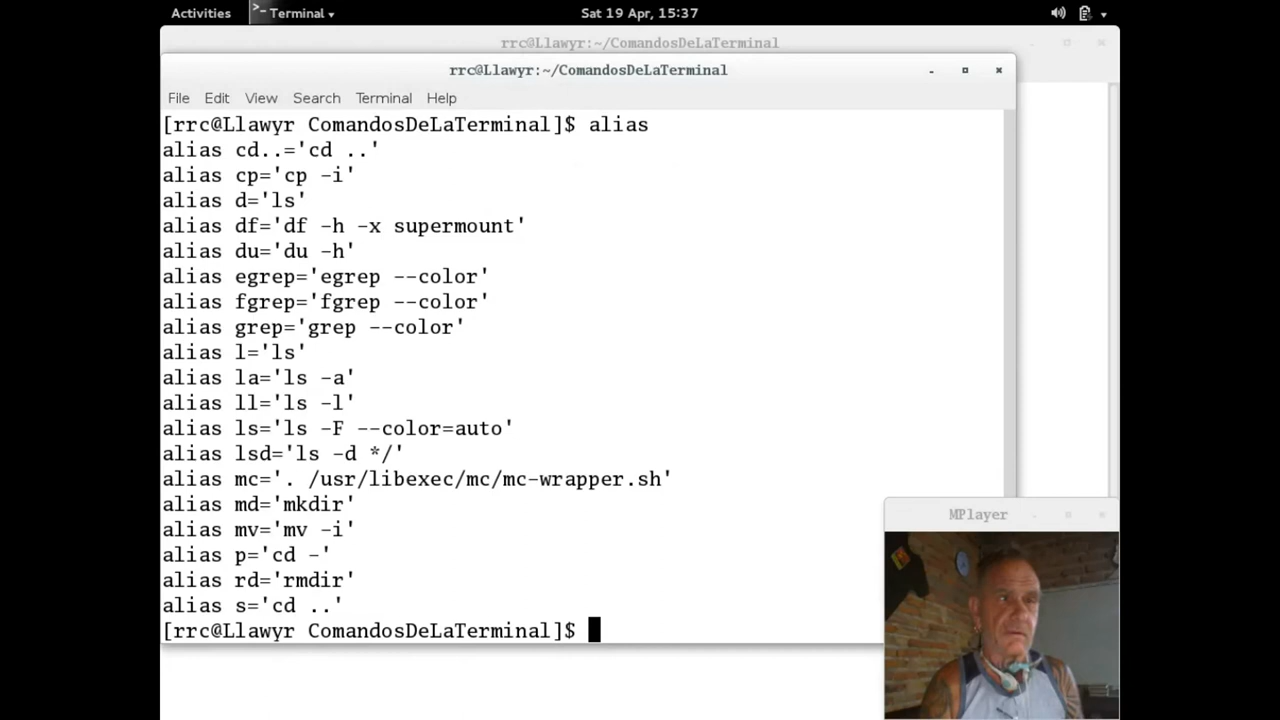 Activities
Terminal
Sat 19 Apr, 15:37
rrc@Llawyr:~/ComandosDeLaTerminal
rrc@Llawyr:~/ComandosDeLaTerminal
File Edit View Search Terminal Help
[rrc@Llawyr ComandosDeLaTerminal]$ alias
alias cd..='cd ..'
alias cp='cp -i'
alias d='ls'
alias df='df -h -x supermount'
alias du='du -h'
alias egrep='egrep --color'
alias fgrep='fgrep --color'
alias grep='grep --color'
alias l='ls'
alias la='ls -a'
alias ll='ls -l'
alias ls='ls -F --color=auto'
alias lsd='ls -d */'
alias mc='. /usr/libexec/mc/mc-wrapper.sh'
alias md='mkdir'
alias mv='mv -i'
alias p='cd -'
alias rd='rmdir'
alias s='cd ..'
[rrc@Llawyr ComandosDeLaTerminal]$
MPlayer